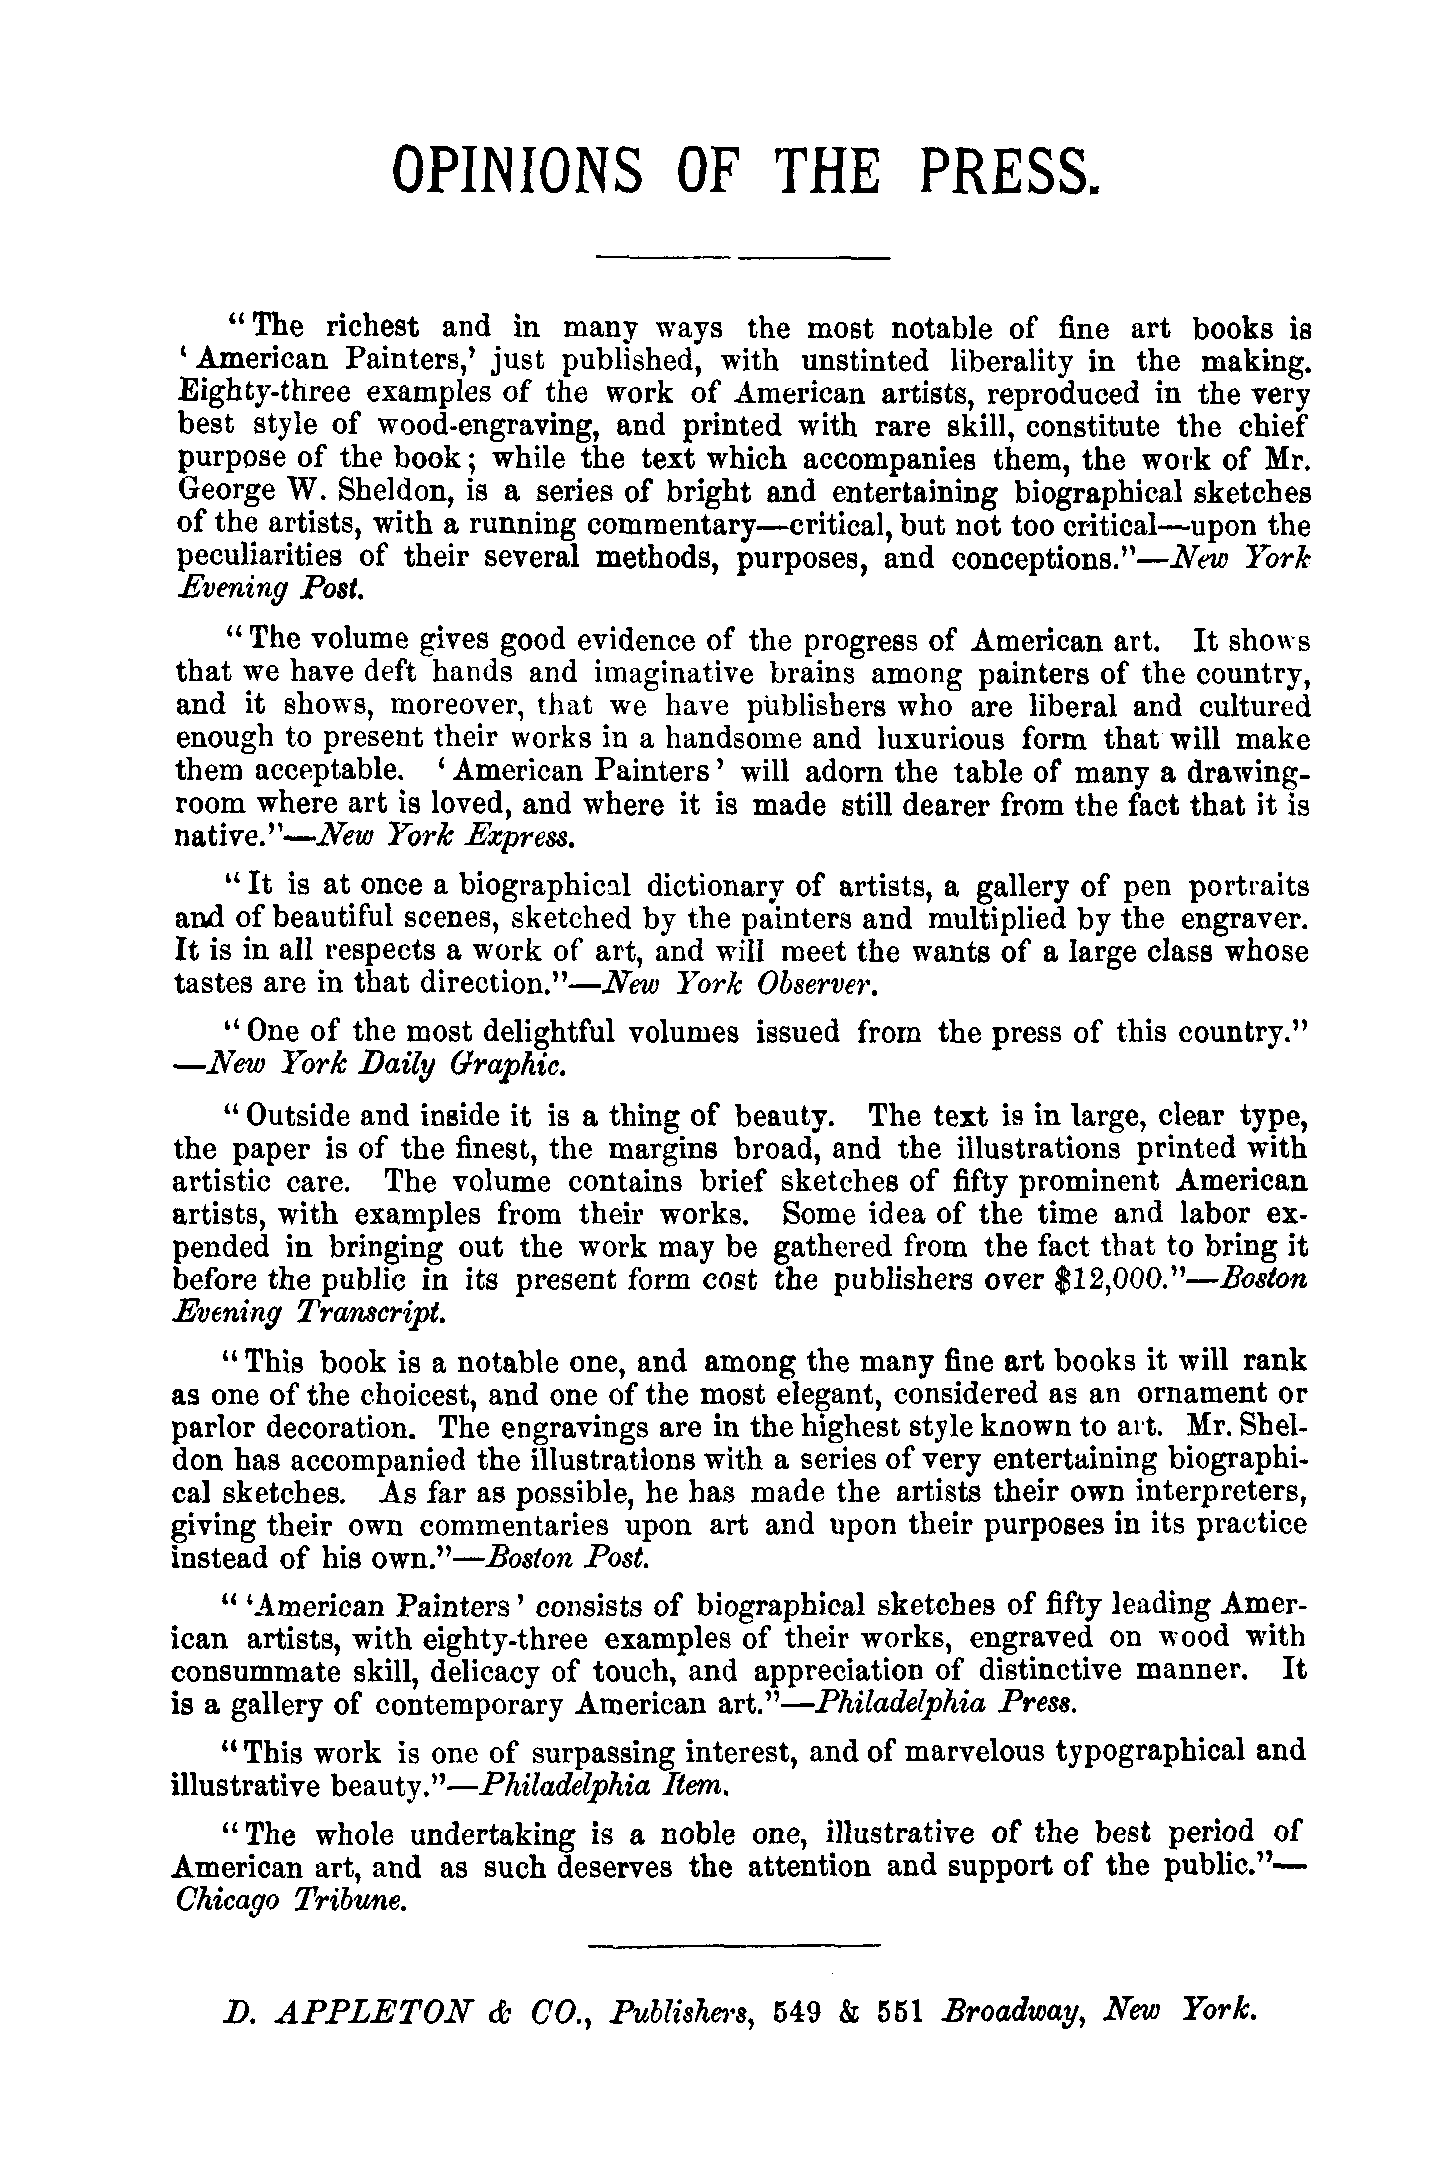 OPINIONS OF THE PRESS.
“The richest and in many ways the most notable of fine art books is
‘American Painters,’ just published, with unstinted liberality in the making.
Eighty-three examples of the work of American artists, reproduced in the very
best style of wood-engraving, and printed with rare skill, constitute the chief
purpose of the book; while the text which accompanies them, the work of Mr.
George W. Sheldon, is a series of bright and entertaining biographical sketches
of the artists, with a running commentary—critical, but not too critical—upon the
peculiarities of their several methods, purposes, and conceptions.”—New York
Evening Post.
“The volume gives good evidence of the progress of American art. It shows
that we have deft hands and imaginative brains among painters of the country,
and it shows, moreover, that we have publishers who are liberal and cultured
enough to present their works in a handsome and luxurious form that will make
them acceptable. ‘American Painters’ will adorn the table of many a drawing-
room where art is loved, and where it is made still dearer from the fact that it is
native.”—New York Express.
“It is at once a biographical dictionary of artists, a gallery of pen portraits
and of beautiful scenes, sketched by the painters and multiplied by the engraver.
It is in all respects a work of art, and will meet the wants of a large class whose
tastes are in that direction.”—New York Observer.
“One of the most delightful volumes issued from the press of this country.”
—New York Daily Graphic.
“Outside and inside it is a thing of beauty. The text is in large, clear type,
the paper is of the finest, the margins broad, and the illustrations printed with
artistic care. The volume contains brief sketches of fifty prominent American
artists, with examples from their works. Some idea of the time and labor ex-
pended in bringing out the work may be gathered from the fact that to bring it
before the public in its present form cost the publishers over $12,000.”—Boston
Evening Transcript.
“This book is a notable one, and among the many fine art books it will rank
as one of the choicest, and one of the most elegant, considered as an ornament or
parlor decoration. The engravings are in the highest style known to art. Mr. Shel-
don has accompanied the illustrations with a series of very entertaining biographi-
cal sketches. As far as possible, he has made the artists their own interpreters,
giving their own commentaries upon art and upon their purposes in its practice
instead of his own.”—Boston Post.
“‘American Painters’ consists of biographical sketches of fifty leading Amer-
ican artists, with eighty-three examples of their works, engraved on wood with
consummate skill, delicacy of touch, and appreciation of distinctive manner. It
is a gallery of contemporary American art.”—Philadelphia Press.
“This work is one of surpassing interest, and of marvelous typographical and
illustrative beauty.”—Philadelphia Item.
“The whole undertaking is a noble one, illustrative of the best period of
American art, and as such deserves the attention and support of the public.”—
Chicago Tribune.
D. APPLETON & CO., Publishers, 549 & 551 Broadway, New York.